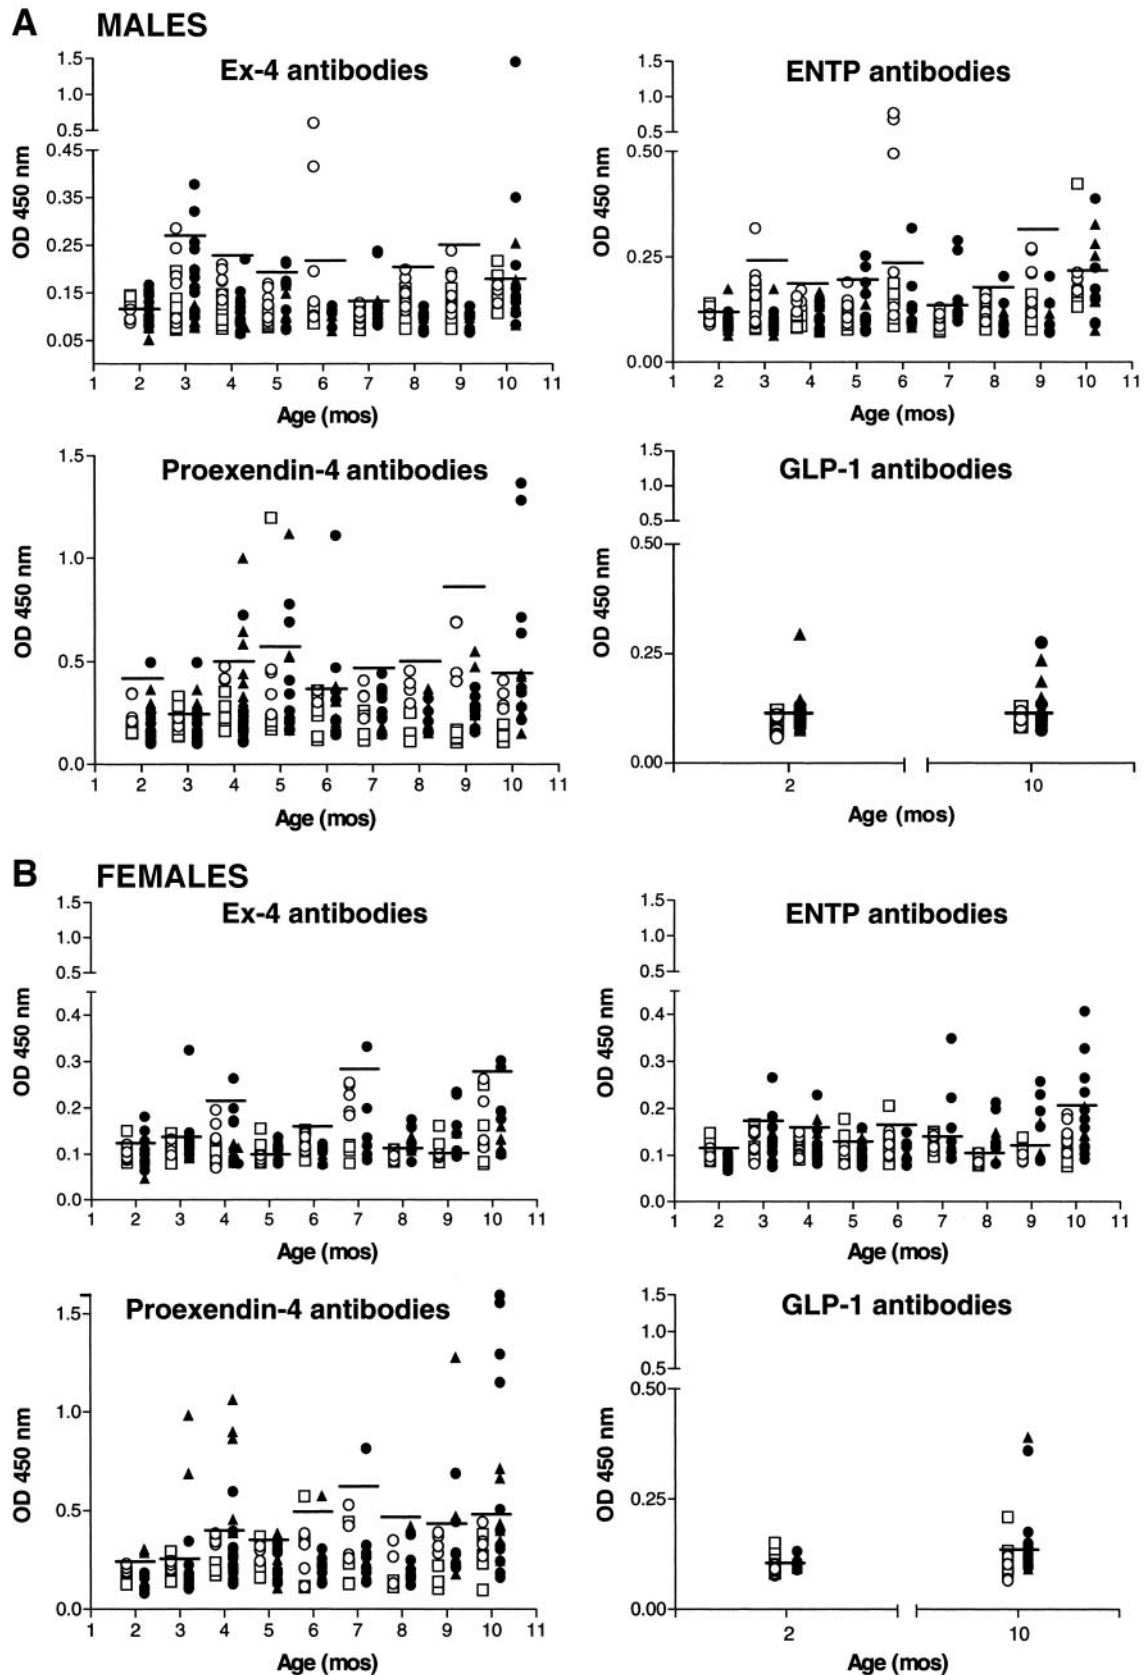 A MALES
Ex-4 antibodies
OD 450 nm
1.5
1.0
0.5
0.45
0.35
0.25
0.15
0.05
1 2 3 4 5 6 7 8 9 10 11
Age (mos)
ENTP antibodies
OD 450 nm
1.5
1.0
0.5
0.50
0.25
0.00
1 2 3 4 5 6 7 8 9 10 11
Age (mos)
Proexendin-4 antibodies
OD 450 nm
1.5
1.0
0.5
0.0
1 2 3 4 5 6 7 8 9 10 11
Age (mos)
GLP-1 antibodies
OD 450 nm
1.5
1.0
0.5
0.50
0.25
0.00
2 10
Age (mos)
B FEMALES
Ex-4 antibodies
OD 450 nm
1.5
1.0
0.5
0.4
0.3
0.2
0.1
0.0
1 2 3 4 5 6 7 8 9 10 11
Age (mos)
ENTP antibodies
OD 450 nm
1.5
1.0
0.5
0.4
0.3
0.2
0.1
0.0
1 2 3 4 5 6 7 8 9 10 11
Age (mos)
Proexendin-4 antibodies
OD 450 nm
1.5
1.0
0.5
0.0
1 2 3 4 5 6 7 8 9 10 11
Age (mos)
GLP-1 antibodies
OD 450 nm
1.5
1.0
0.5
0.50
0.25
0.00
2 10
Age (mos)